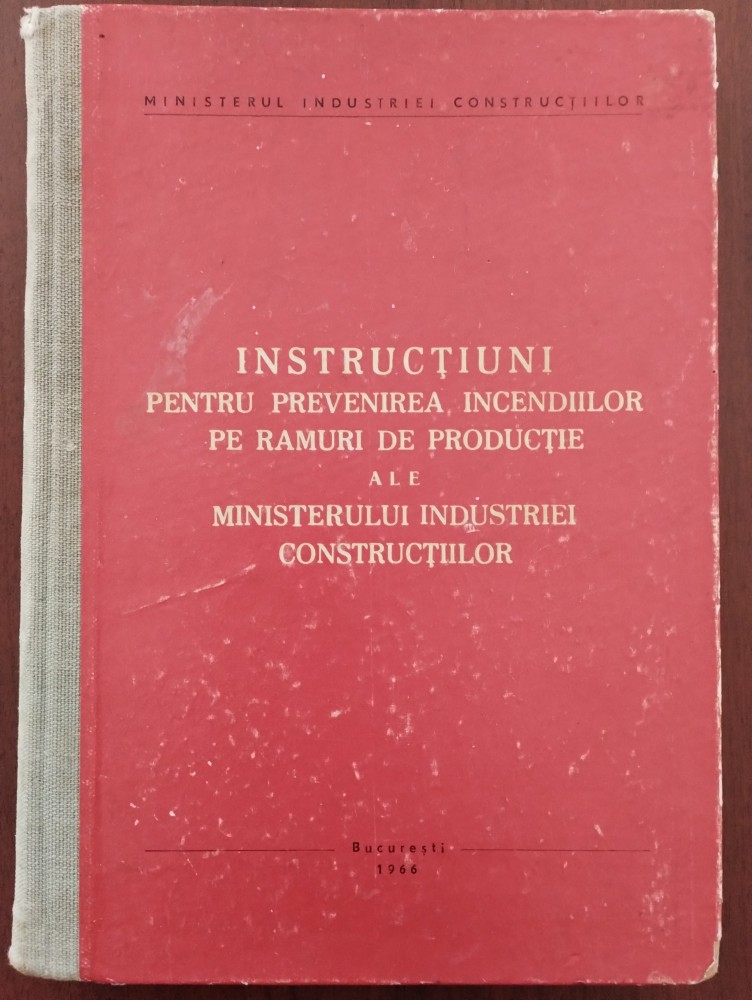 MINISTERUL INDUSTRIEI CONSTRUCȚIILOR
INSTRUCȚIUNI
PENTRU PREVENIREA INCENDIILOR
PE RAMURI DE PRODUCȚIE
ALE
MINISTERULUI INDUSTRIEI
CONSTRUCȚIILOR
București
1966